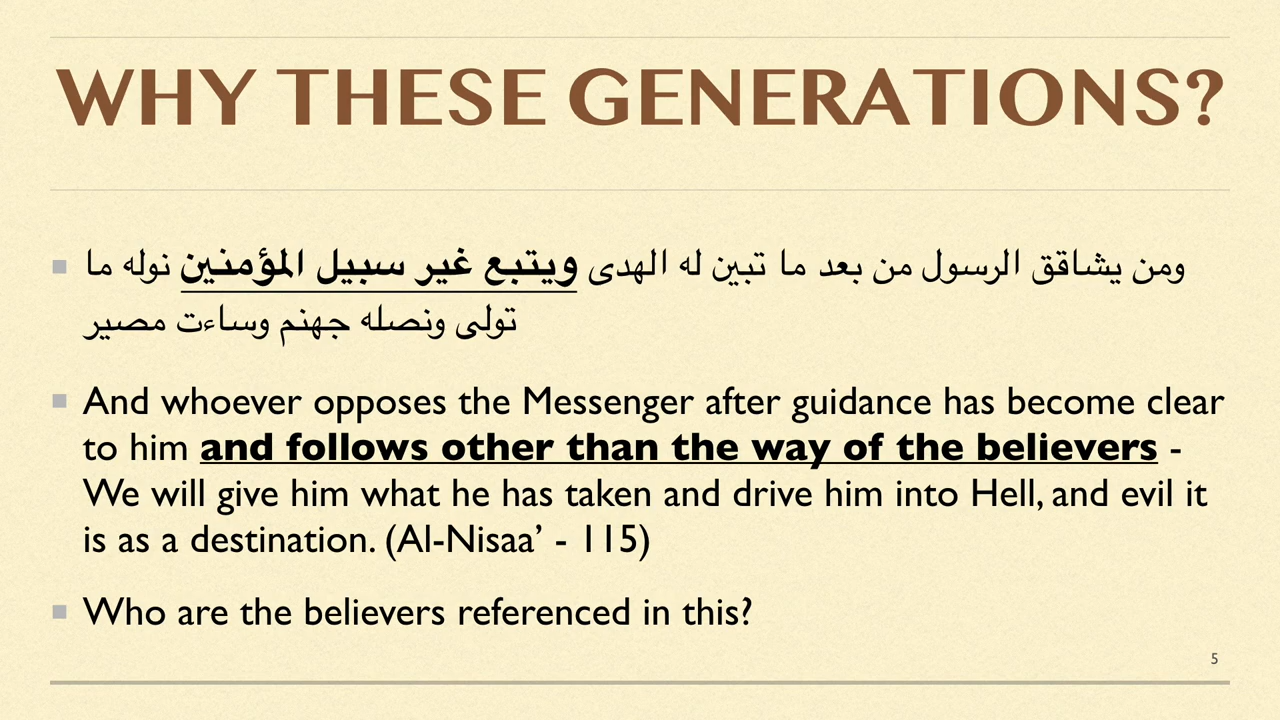 WHY THESE GENERATIONS?
ومن يشاقق الرسول من بعد ما تبين له الهدى ويتبع غير سبيل المؤمنين نوله ما
تولى ونصله جهنم وساءت مصير
And whoever opposes the Messenger after guidance has become clear
to him and follows other than the way of the believers -
We will give him what he has taken and drive him into Hell, and evil it
is as a destination. (Al-Nisaa’ - 115)
Who are the believers referenced in this?
5